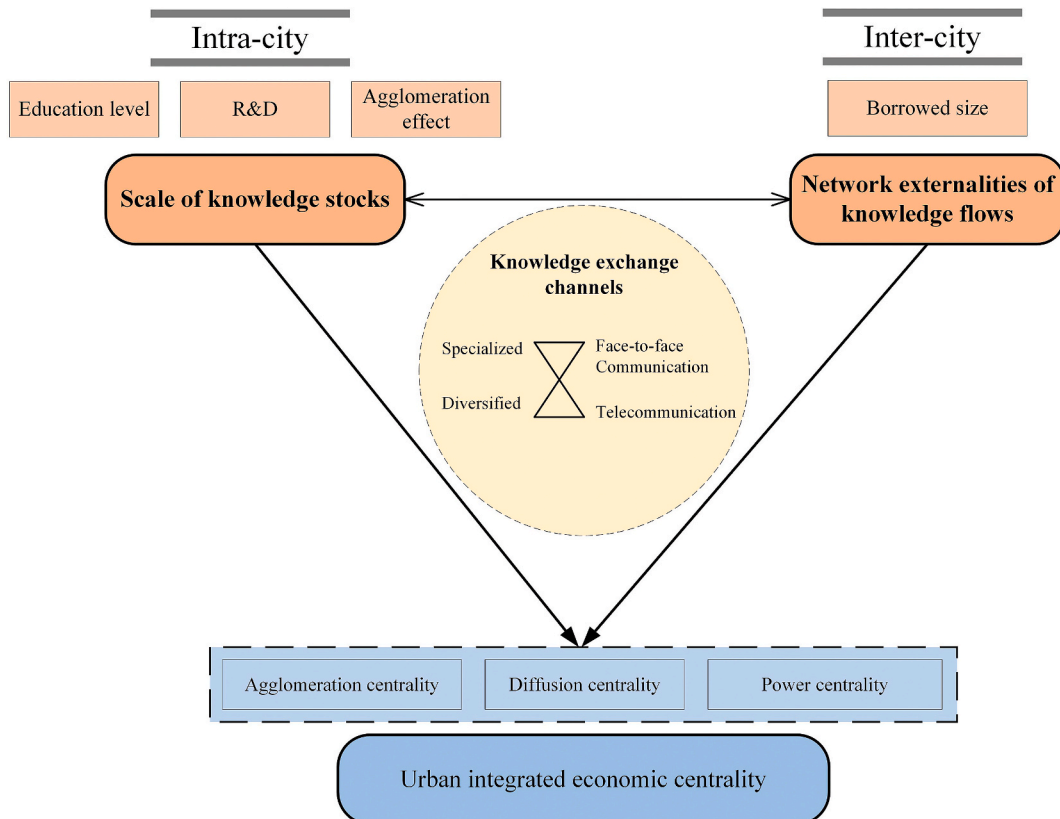 Intra-city
Inter-city
Education level
R&D
Agglomeration
effect
Borrowed size
Scale of knowledge stocks
Network externalities of
knowledge flows
Knowledge exchange
channels
Specialized
Face-to-face
Communication
Diversified
Telecommunication
Agglomeration centrality
Diffusion centrality
Power centrality
Urban integrated economic centrality